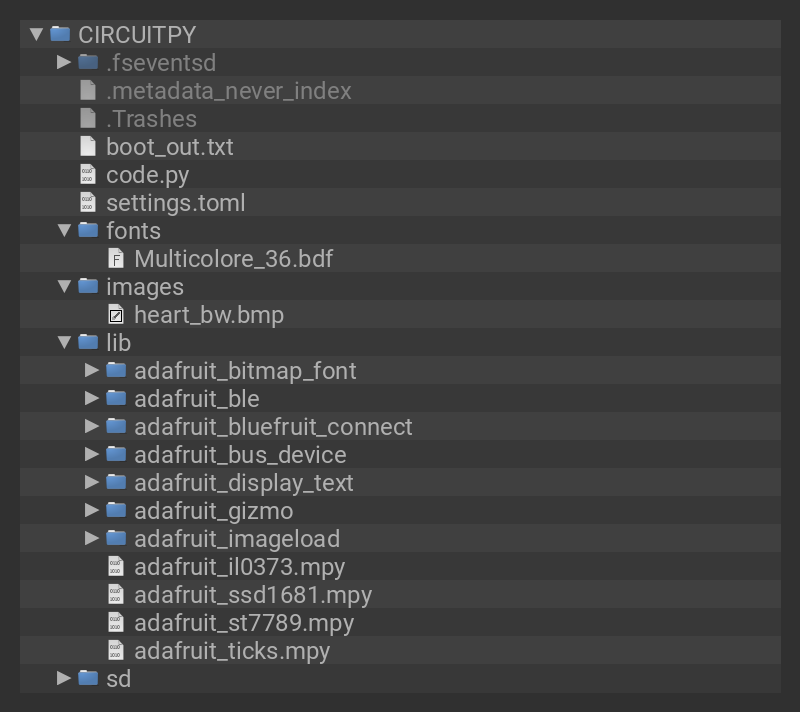 CIRCUITPY
.fseventsd
.metadata_never_index
.Trashes
boot_out.txt
code.py
settings.toml
fonts
Multicolore_36.bdf
images
heart_bw.bmp
lib
adafruit_bitmap_font
adafruit_ble
adafruit_bluefruit_connect
adafruit_bus_device
adafruit_display_text
adafruit_gizmo
adafruit_imageload
adafruit_il0373.mpy
adafruit_ssd1681.mpy
adafruit_st7789.mpy
adafruit_ticks.mpy
sd